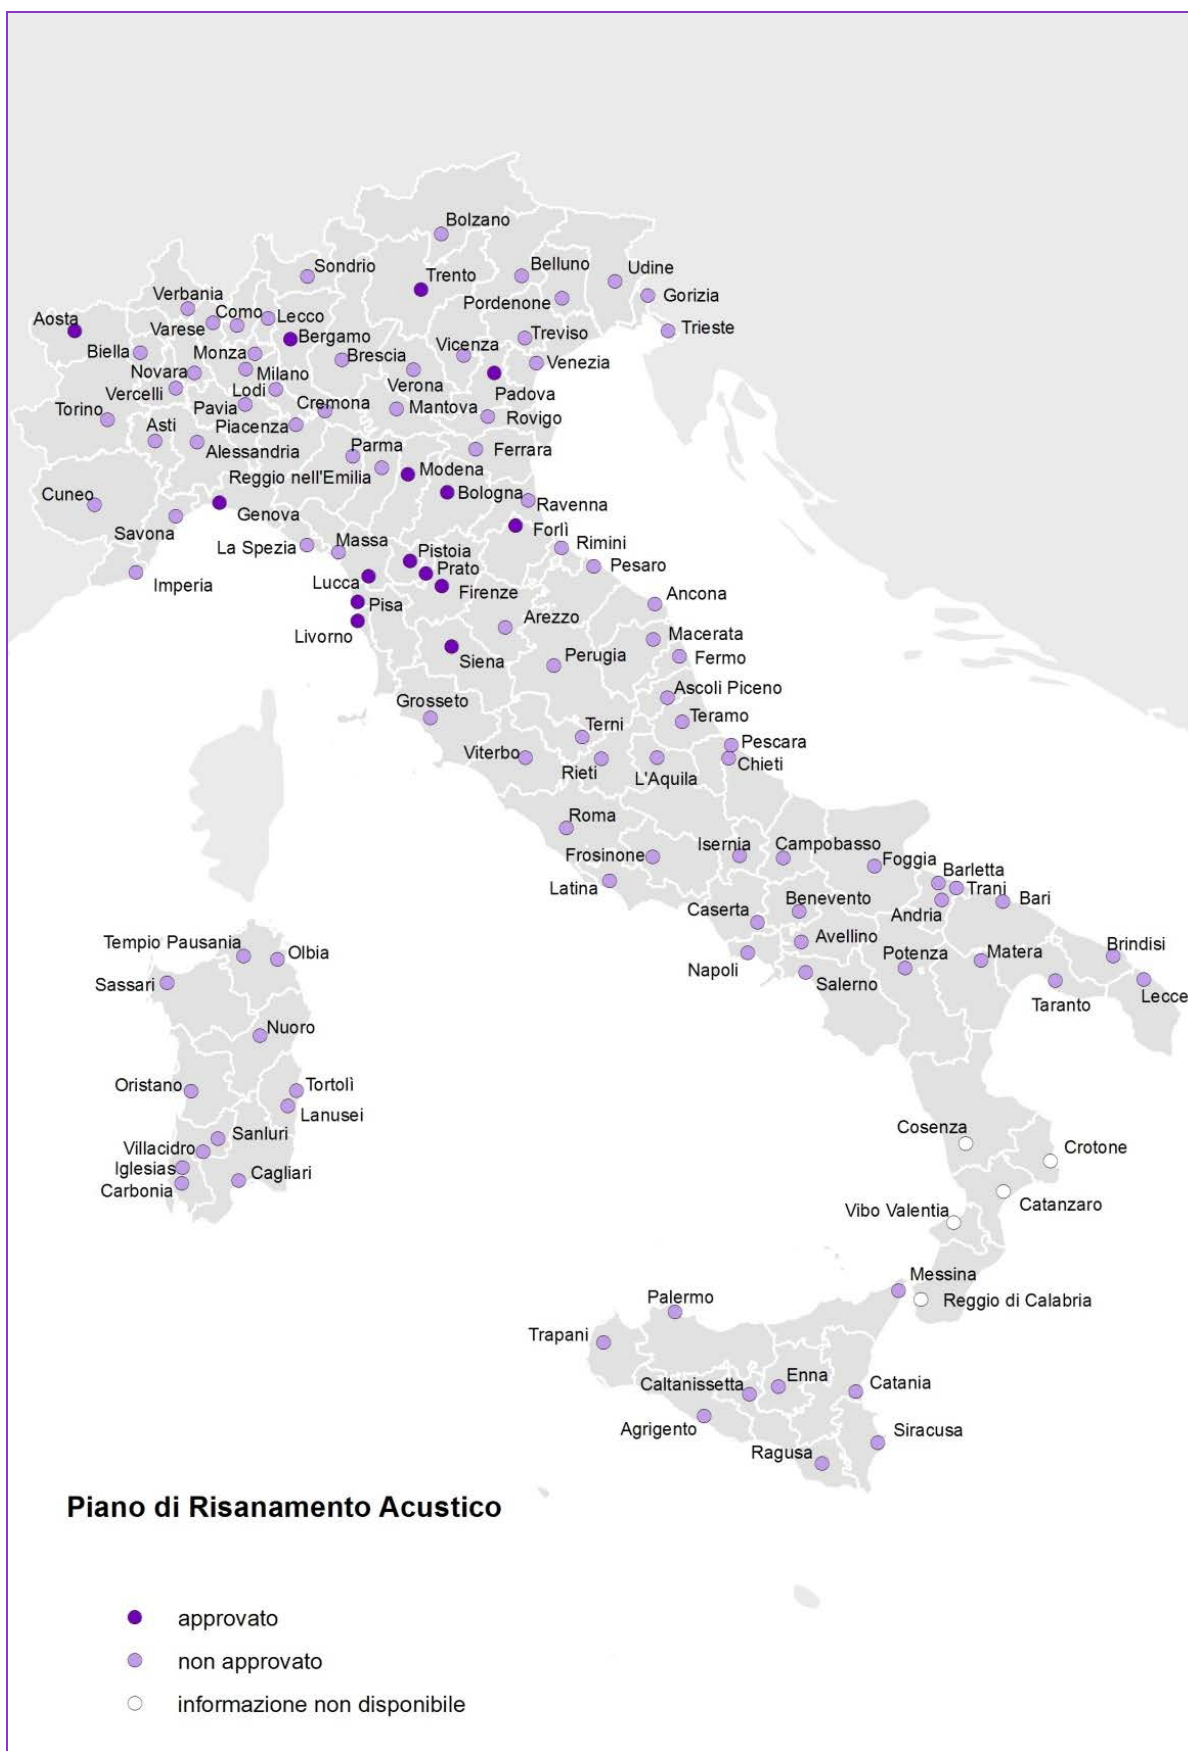 Bolzano
Sondrio
Trento
Belluno
Udine
Verbania
Pordenone
Gorizia
Aosta
Varese
Como
Lecco
Bergamo
Treviso
Trieste
Biella
Monza
Brescia
Vicenza
Venezia
Novara
Milano
Verona
Padova
Vercelli
Lodi
Torino
Pavia
Cremona
Mantova
Rovigo
Asti
Piacenza
Alessandria
Parma
Ferrara
Reggio nell'Emilia
Modena
Cuneo
Bologna
Ravenna
Genova
Savona
Forlì
La Spezia
Massa
Rimini
Pistoia
Pesaro
Imperia
Lucca
Prato
Firenze
Ancona
Pisa
Arezzo
Livorno
Macerata
Siena
Perugia
Fermo
Grosseto
Ascoli Piceno
Terni
Teramo
Viterbo
Pescara
Rieti
L'Aquila
Chieti
Roma
Isernia
Campobasso
Frosinone
Foggia
Latina
Barletta
Trani
Benevento
Bari
Caserta
Andria
Tempio Pausania
Olbia
Avellino
Brindisi
Napoli
Potenza
Matera
Sassari
Salerno
Taranto
Lecce
Nuoro
Oristano
Tortolì
Lanusei
Sanluri
Cosenza
Villacidro
Crotone
Iglesias
Cagliari
Carbonia
Catanzaro
Vibo Valentia
Messina
Palermo
Reggio di Calabria
Trapani
Enna
Caltanissetta
Catania
Agrigento
Siracusa
Ragusa
Piano di Risanamento Acustico
approvato
non approvato
informazione non disponibile